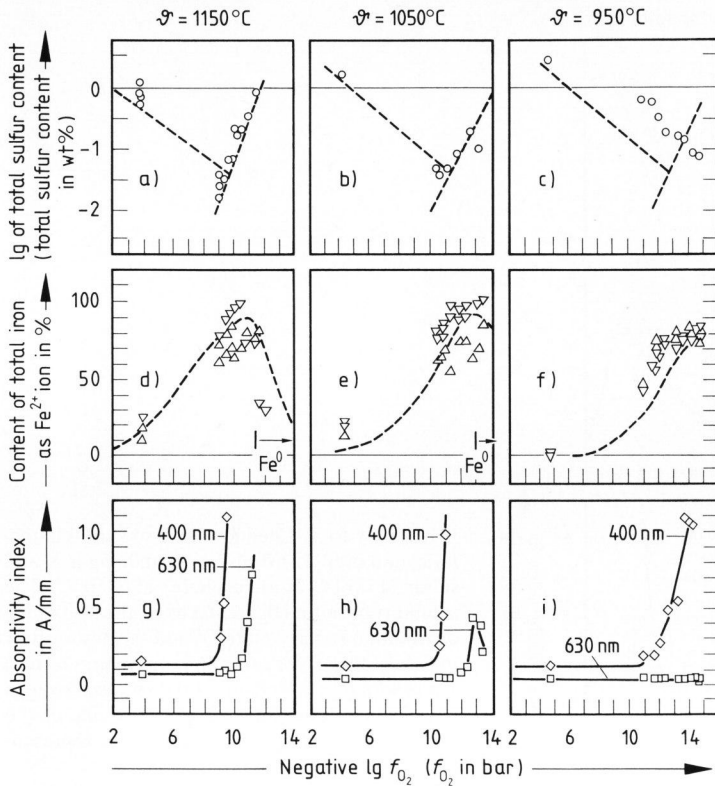 ϑ = 1150°C ϑ = 1050°C ϑ = 950°C
lg of total sulfur content
(total sulfur content
in wt%)
0
-1
-2
a)
b)
c)
Content of total iron
as Fe²⁺ ion in %
100
50
0
d)
Fe⁰
e)
Fe⁰
f)
Absorptivity index
in A/mm
1.0
0.5
0
400 nm
630 nm
g)
400 nm
h)
630 nm
400 nm
i)
630 nm
2 6 10 14 2 6 10 14 2 6 10 14
Negative lg f_O₂ (f_O₂ in bar)